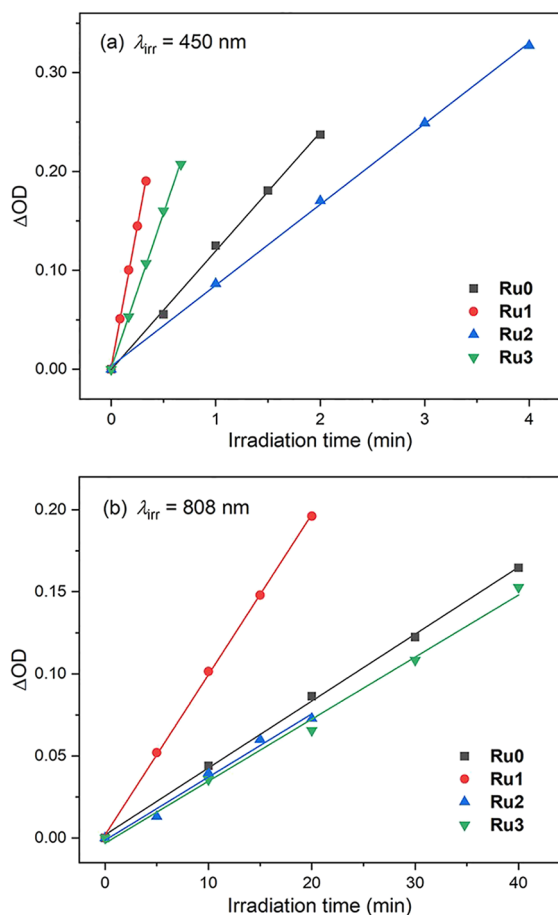 (a) λirr = 450 nm
0.30
0.20
0.10
0.00
ΔOD
Ru0
Ru1
Ru2
Ru3
0 1 2 3 4
Irradiation time (min)
(b) λirr = 808 nm
0.20
0.15
0.10
0.05
0.00
ΔOD
Ru0
Ru1
Ru2
Ru3
0 10 20 30 40
Irradiation time (min)